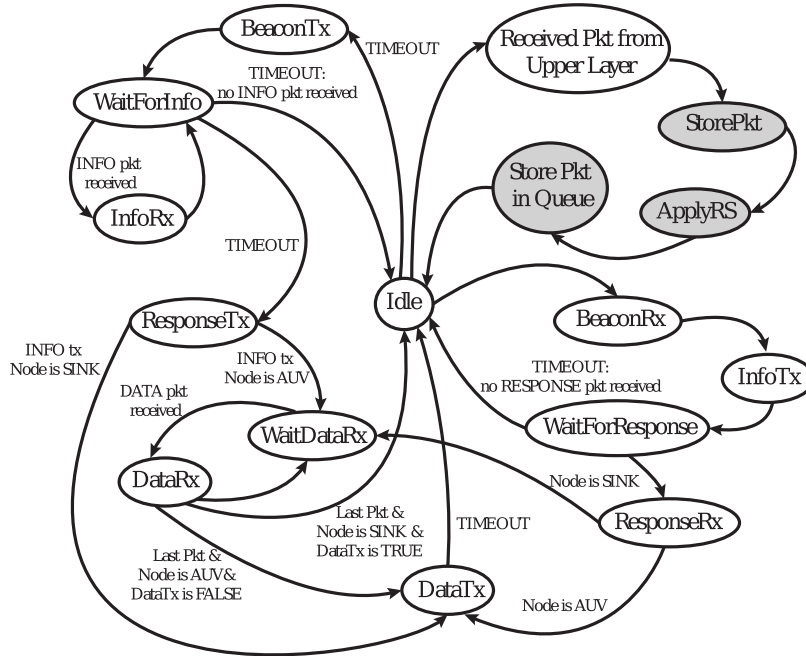 BeaconTx
TIMEOUT
Received Pkt from
Upper Layer
TIMEOUT:
no INFO pkt received
WaitForInfo
StorePkt
INFO pkt
received
Store Pkt
in Queue
InfoRx
ApplyRS
TIMEOUT
Idle
ResponseTx
BeaconRx
INFO tx
Node is SINK
INFO tx
Node is AUV
TIMEOUT:
no RESPONSE pkt received
InfoTx
DATA pkt
received
WaitDataRx
WaitForResponse
DataRx
Node is SINK
Last Pkt &
Node is SINK &
DataTx is TRUE
TIMEOUT
ResponseRx
Last Pkt &
Node is AUV&
DataTx is FALSE
DataTx
Node is AUV